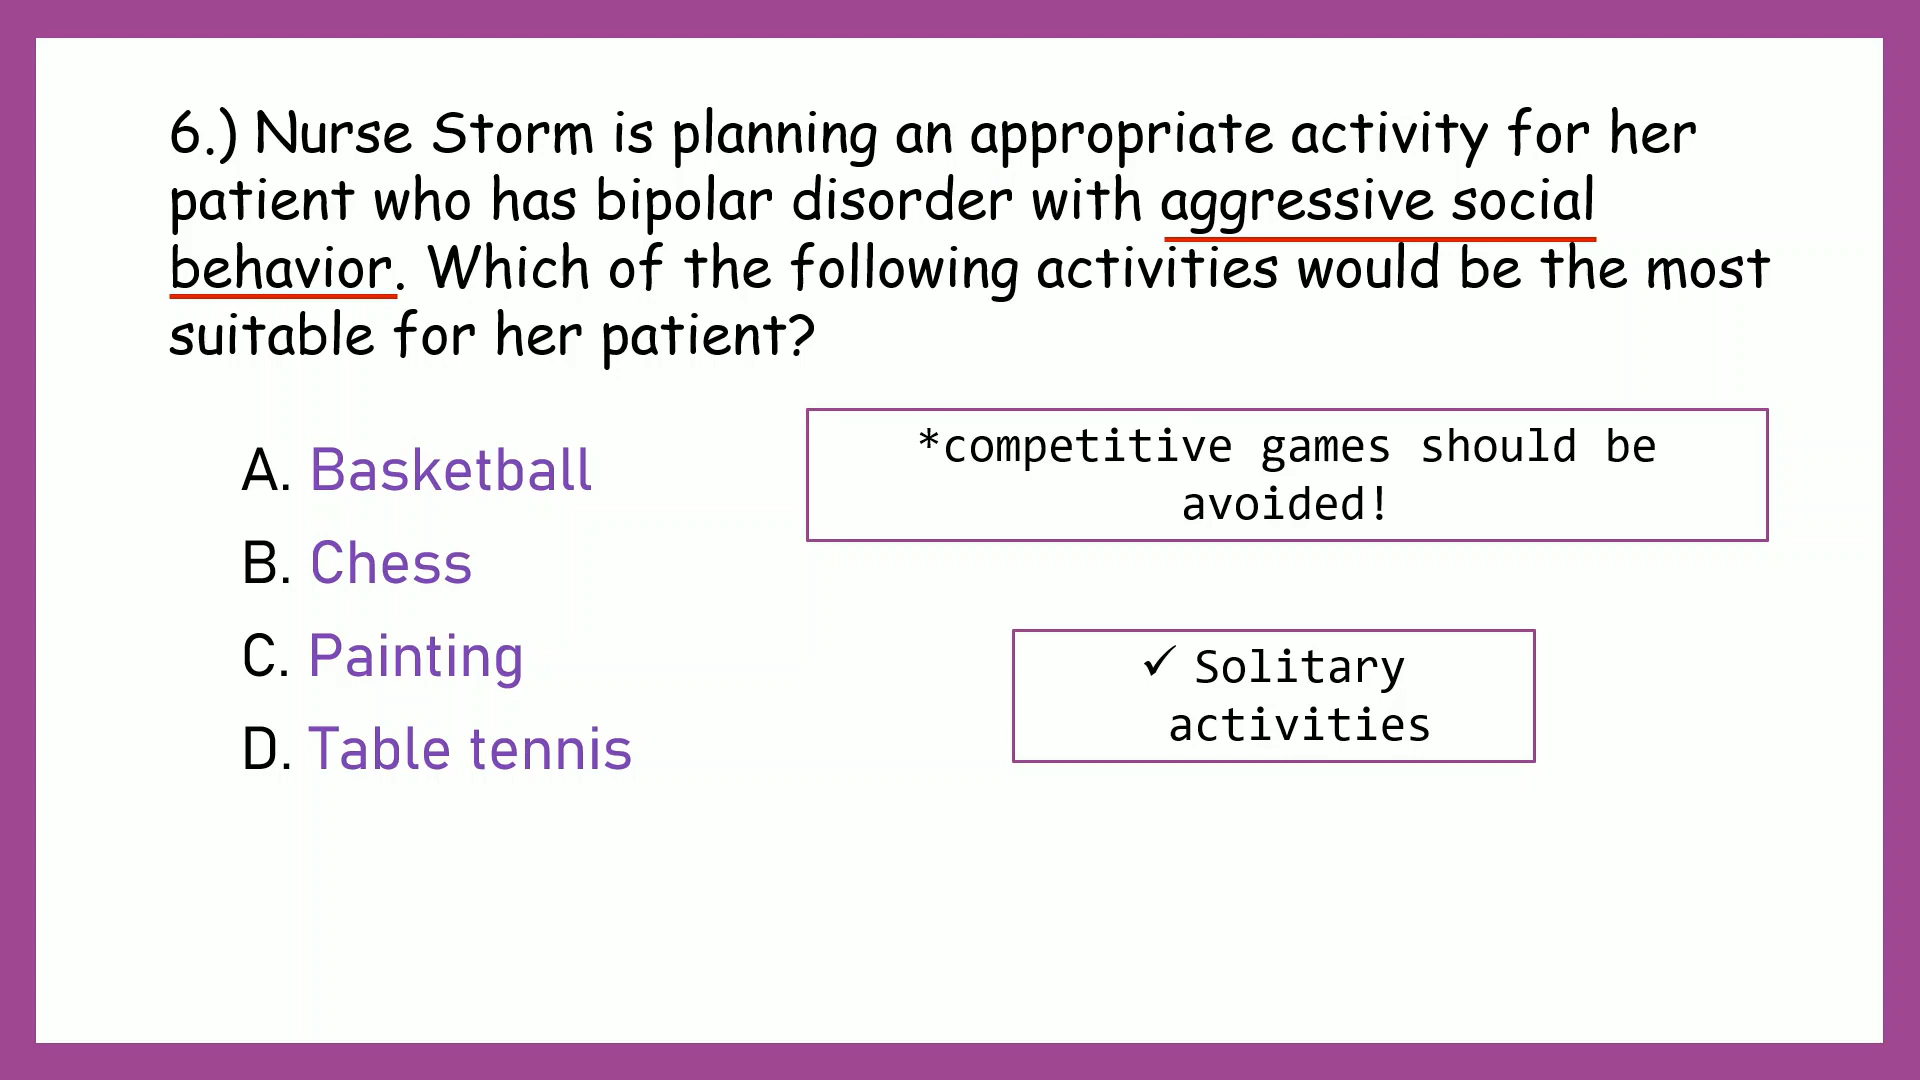 6.) Nurse Storm is planning an appropriate activity for her
patient who has bipolar disorder with aggressive social
behavior. Which of the following activities would be the most
suitable for her patient?
A. Basketball
B. Chess
C. Painting
D. Table tennis
*competitive games should be
avoided!
✓ Solitary
activities